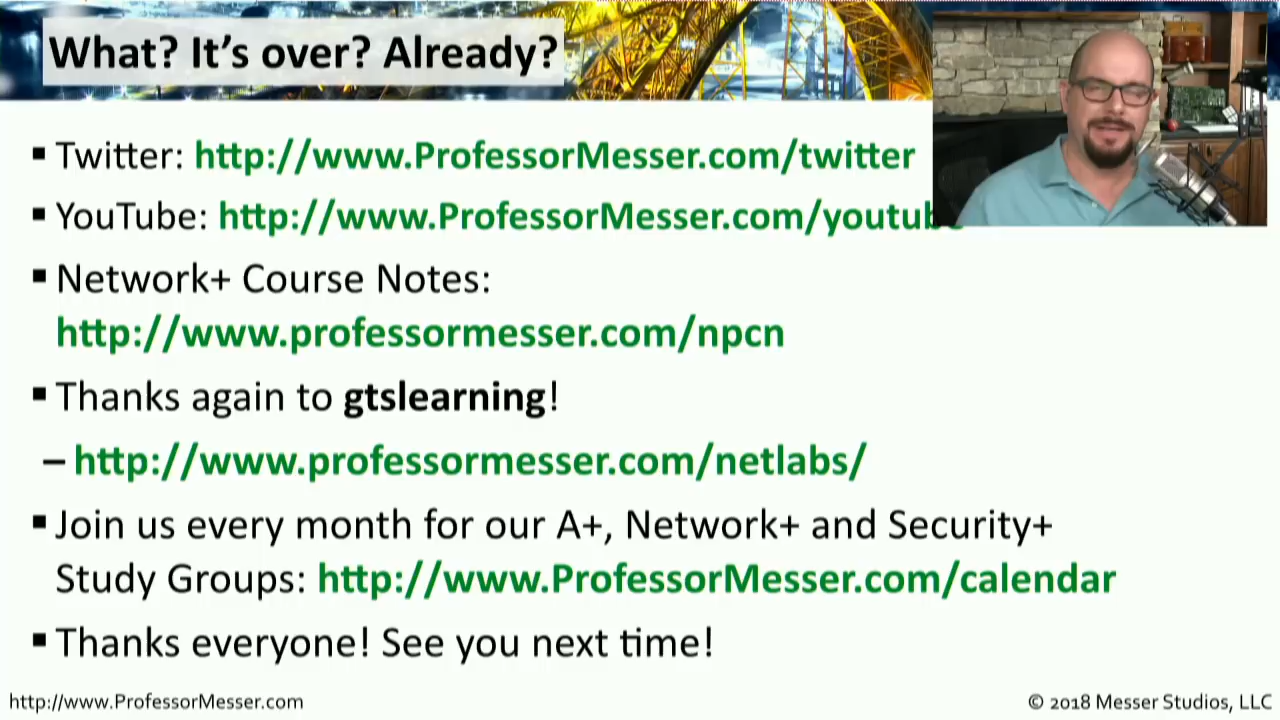 What? It's over? Already?
▪ Twitter: http://www.ProfessorMesser.com/twitter
▪ YouTube: http://www.ProfessorMesser.com/youtube
▪ Network+ Course Notes:
http://www.professormesser.com/npcn
▪ Thanks again to gtslearning!
– http://www.professormesser.com/netlabs/
▪ Join us every month for our A+, Network+ and Security+
Study Groups: http://www.ProfessorMesser.com/calendar
▪ Thanks everyone! See you next time!
http://www.ProfessorMesser.com
© 2018 Messer Studios, LLC